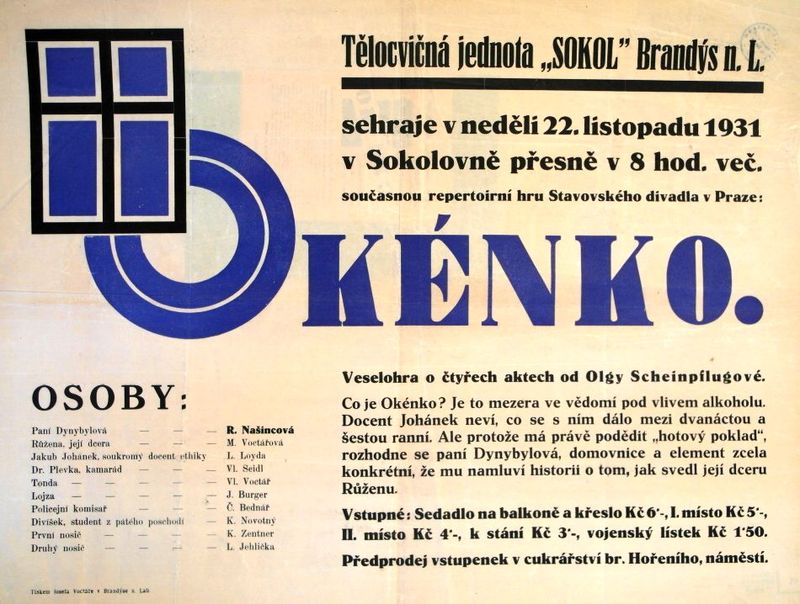 Tělocvičná jednota „SOKOL” Brandýs n. L.
sehraje v neděli 22. listopadu 1931
v Sokolovně přesně v 8 hod. več.
současnou repertoirní hru Stavovského divadla v Praze:
OKÉNKO.
OSOBY:
Paní Dynybylová — — — R. Našincová
Růžena, její dcera — — — M. Voctářová
Jakub Johánek, soukromý docent ethiky L. Loyda
Dr. Plevka, kamarád — — — Vl. Seidl
Tonda — — — — — Vl. Voctář
Lojza — — — — — J. Burger
Policejní komisař — — — Č. Bednář
Divíšek, student z pátého poschodí — K. Novotný
První nosič — — — — K. Zentner
Druhý nosič — — — — L. Jehlička
Veselohra o čtyřech aktech od Olgy Scheinpílugové.
Co je Okénko? Je to mezera ve vědomí pod vlivem alkoholu.
Docent Johánek neví, co se s ním dálo mezi dvanáctou a
šestou ranní. Ale protože má právě podědit „hotový poklad”,
rozhodne se paní Dynybylová, domovnice a element zcela
konkrétní, že mu namluví historii o tom, jak svedl její dceru
Růženu.
Vstupné: Sedadlo na balkoně a křeslo Kč 6·-, I. místo Kč 5·-,
II. místo Kč 4·-, k stání Kč 3·-, vojenský lístek Kč 1·50.
Předprodej vstupenek v cukrářství br. Hořeního, náměstí.
Tiskem Josefa Voctáře v Brandýse n. Lab